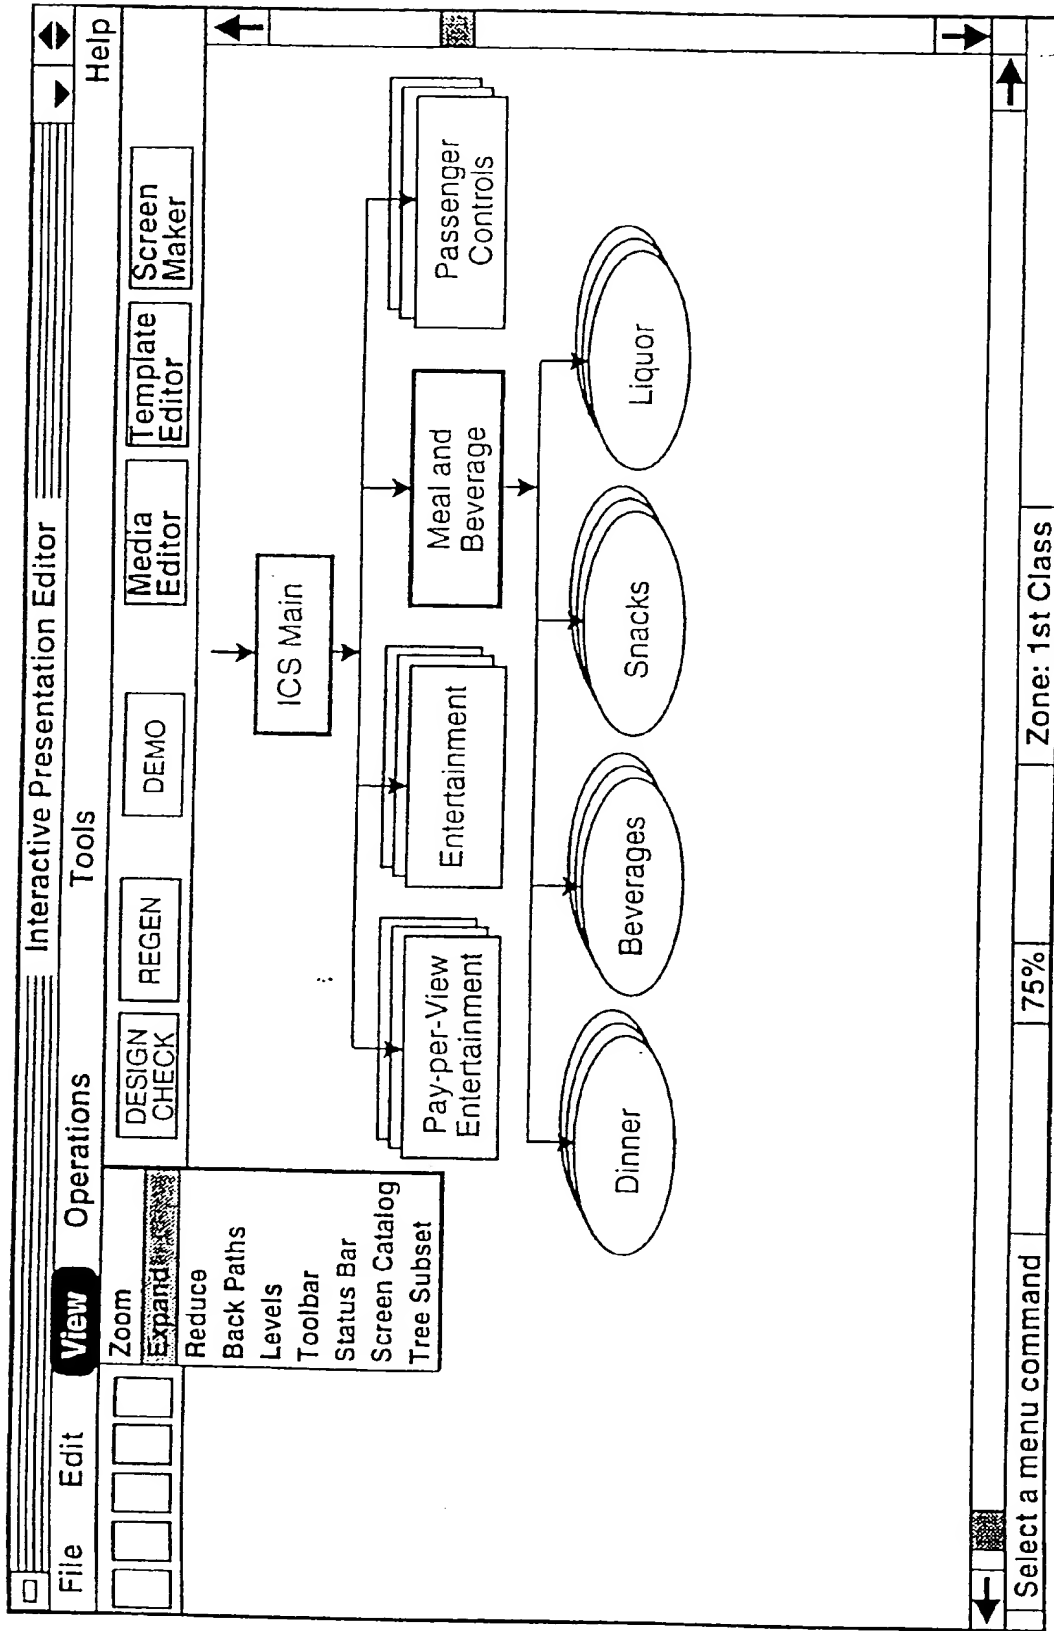 Interactive Presentation Editor
File Edit View Operations Tools Help
DESIGN
CHECK
REGEN
DEMO
Media
Editor
Template
Editor
Screen
Maker
Zoom
Expand
Reduce
Back Paths
Levels
Toolbar
Status Bar
Screen Catalog
Tree Subset
ICS Main
Pay-per-View
Entertainment
Entertainment
Meal and
Beverage
Passenger
Controls
Dinner
Beverages
Snacks
Liquor
Select a menu command
75%
Zone: 1st Class